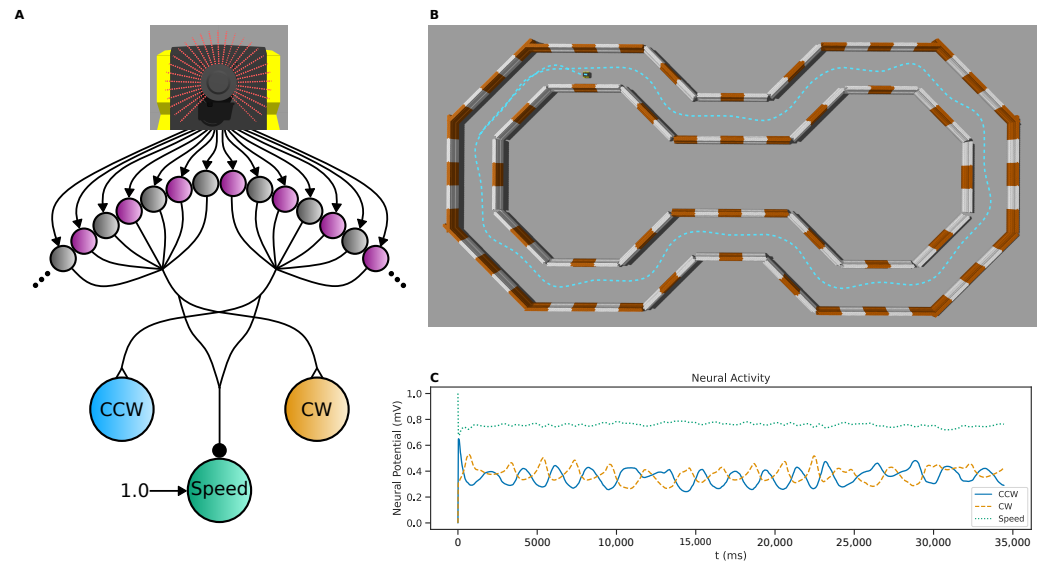 A
CCW
CW
1.0
Speed
B
C
Neural Activity
Neural Potential (mV)
1.0
0.8
0.6
0.4
0.2
0.0
CCW
CW
Speed
0
5000
10,000
15,000
20,000
25,000
30,000
35,000
t (ms)